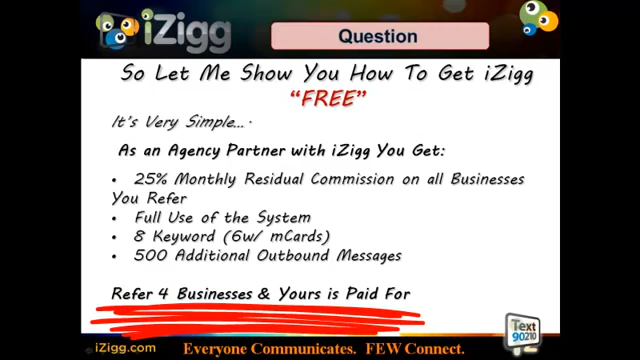 iZigg
Question
So Let Me Show You How To Get iZigg
“FREE”
It's Very Simple...
As an Agency Partner with iZigg You Get:
• 25% Monthly Residual Commission on all Businesses
You Refer
• Full Use of the System
• 8 Keyword (6w/ mCards)
• 500 Additional Outbound Messages
Refer 4 Businesses & Yours is Paid For
Text
90210
iZigg.com
Everyone Communicates. FEW Connect.